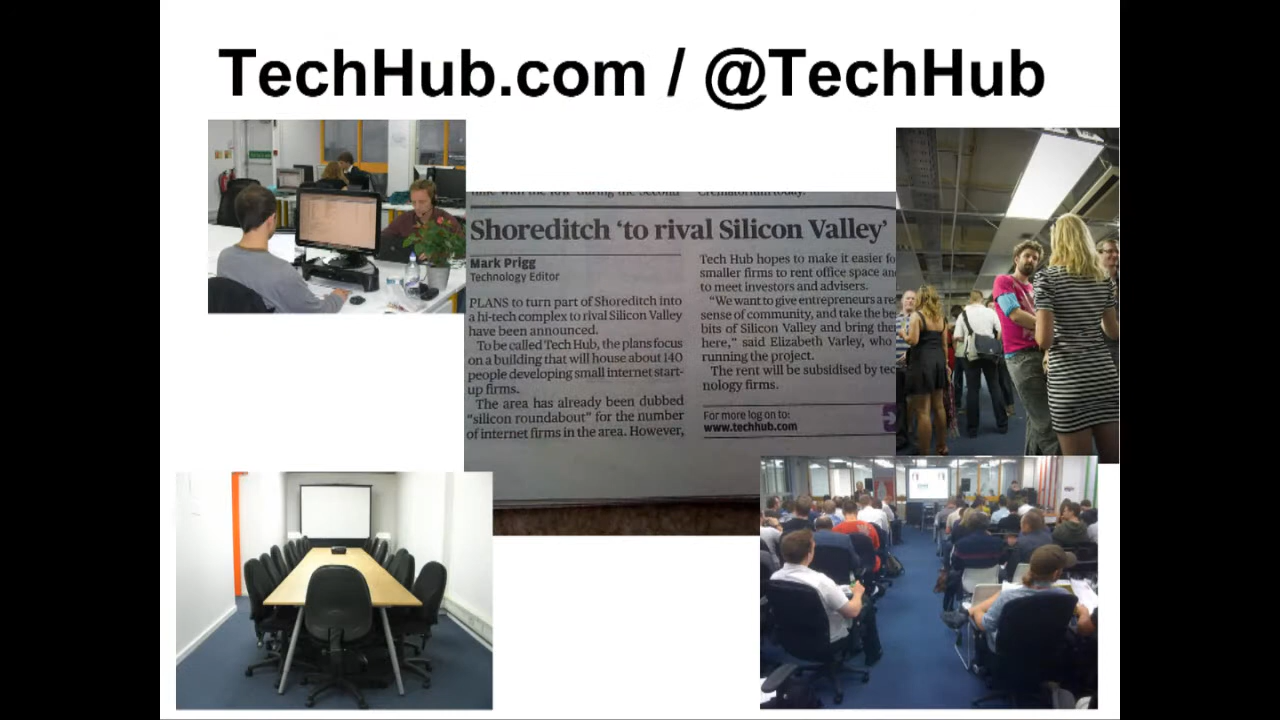 TechHub.com / @TechHub
Shoreditch ‘to rival Silicon Valley’
Mark Prigg
Technology Editor
PLANS to turn part of Shoreditch into
a hi-tech complex to rival Silicon Valley
have been announced.
To be called Tech Hub, the plans focus
on a building that will house about 140
people developing small internet start-
up firms.
The area has already been dubbed
“silicon roundabout” for the number
of internet firms in the area. However,
Tech Hub hopes to make it easier
smaller firms to rent office space
to meet investors and advisers.
“We want to give entrepreneurs a
sense of community, and take the
bits of Silicon Valley and bring
here,” said Elizabeth Varley, who
running the project.
The rent will be subsidised by
nology firms.
For more log on to:
www.techhub.com